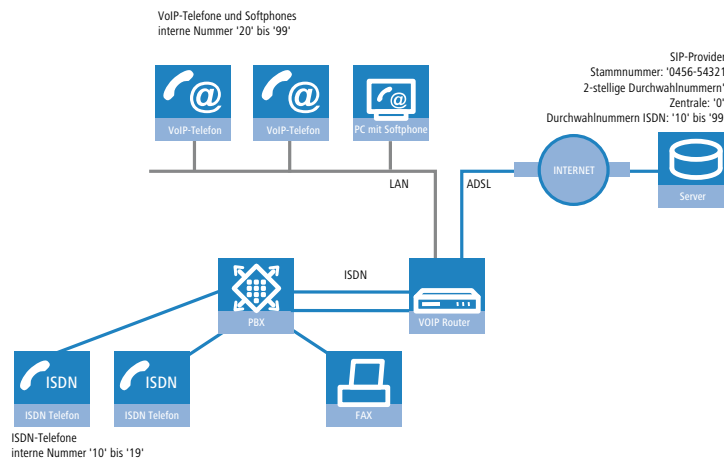 VoIP-Telefone und Softphones
interne Nummer '20' bis '99'
SIP-Provider
Stammnummer: '0456-54321
2-stellige Durchwahlnummern'
Zentrale: '0'
Durchwahlnummern ISDN: '10' bis '99'
@
@
@
VoIP-Telefon
VoIP-Telefon
PC mit Softphone
LAN
ADSL
INTERNET
Server
ISDN
PBX
VOIP Router
ISDN
ISDN
ISDN Telefon
ISDN Telefon
FAX
ISDN-Telefone
interne Nummer '10' bis '19'